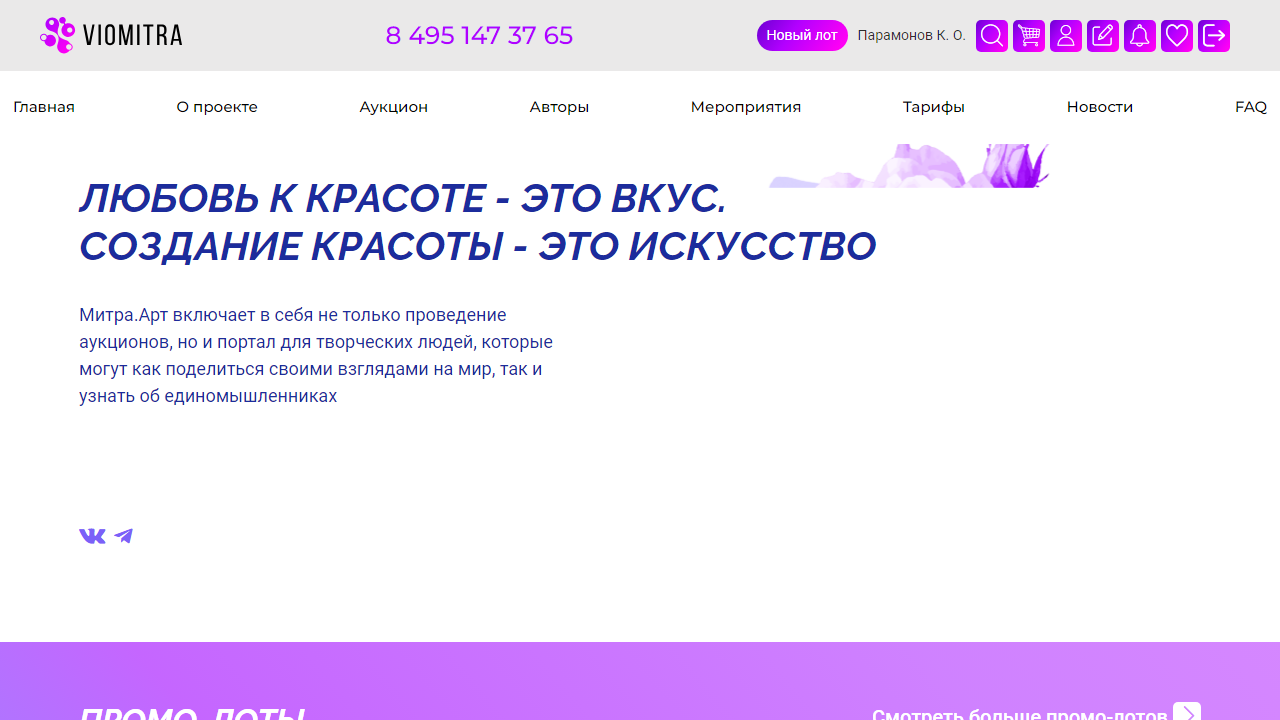 VIOMITRA
8 495 147 37 65
Новый лот
Парамонов К. О.
Главная
О проекте
Аукцион
Авторы
Мероприятия
Тарифы
Новости
FAQ
ЛЮБОВЬ К КРАСОТЕ - ЭТО ВКУС.
СОЗДАНИЕ КРАСОТЫ - ЭТО ИСКУССТВО
Митра.Арт включает в себя не только проведение
аукционов, но и портал для творческих людей, которые
могут как поделиться своими взглядами на мир, так и
узнать об единомышленниках
ПРОМО-ЛОТЫ
Смотреть больше промо-лотов